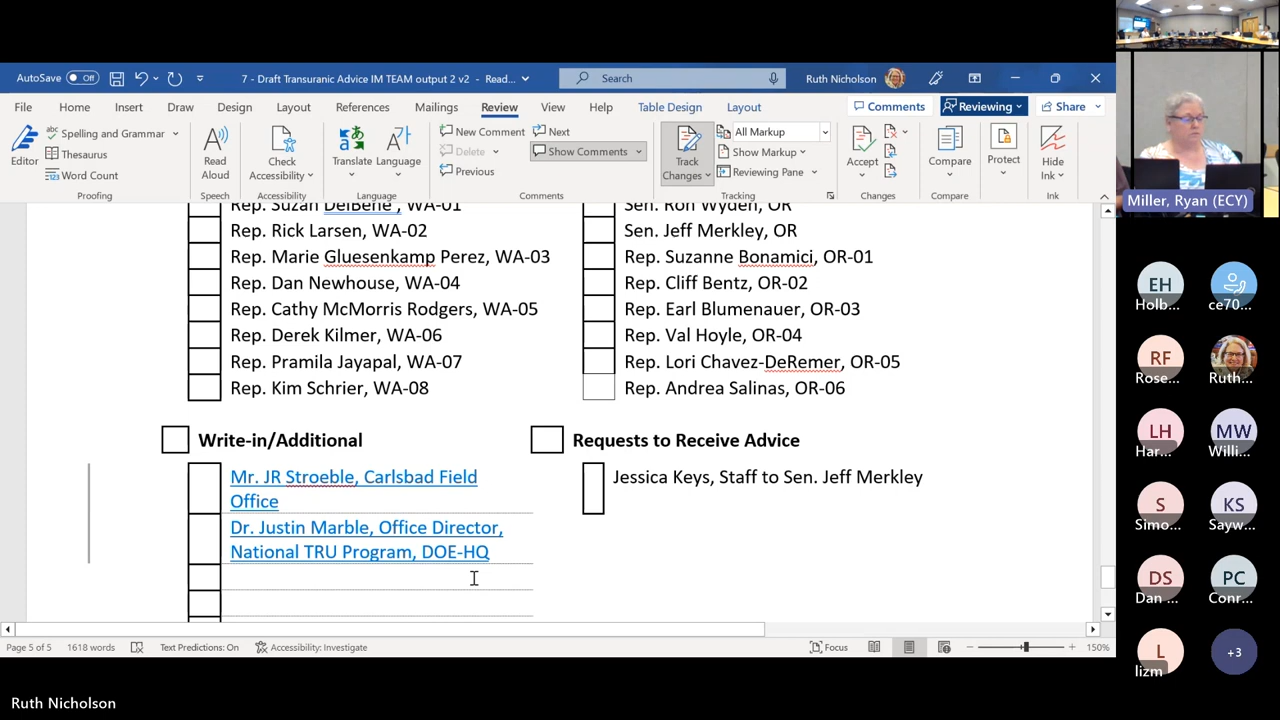 AutoSave Off
7 - Draft Transuranic Advice IM TEAM output 2 v2 - Read...
Search
Ruth Nicholson
File Home Insert Draw Design Layout References Mailings Review View Help Table Design Layout
Comments Reviewing Share
Editor
abc Spelling and Grammar
Thesaurus
Word Count
Proofing
Read Aloud
Speech
Check Accessibility
Accessibility
Translate Language
Language
New Comment Next
Delete Show Comments
Previous
Comments
Track Changes
All Markup
Show Markup
Reviewing Pane
Tracking
Accept
Changes
Compare
Compare
Protect
Hide Ink
Ink
Rep. Suzan DelBene , WA-01
Rep. Rick Larsen, WA-02
Rep. Marie Gluesenkamp Perez, WA-03
Rep. Dan Newhouse, WA-04
Rep. Cathy McMorris Rodgers, WA-05
Rep. Derek Kilmer, WA-06
Rep. Pramila Jayapal, WA-07
Rep. Kim Schrier, WA-08
Sen. Ron Wyden, OR
Sen. Jeff Merkley, OR
Rep. Suzanne Bonamici, OR-01
Rep. Cliff Bentz, OR-02
Rep. Earl Blumenauer, OR-03
Rep. Val Hoyle, OR-04
Rep. Lori Chavez-DeRemer, OR-05
Rep. Andrea Salinas, OR-06
Write-in/Additional
Mr. JR Stroeble, Carlsbad Field
Office
Dr. Justin Marble, Office Director,
National TRU Program, DOE-HQ
Requests to Receive Advice
Jessica Keys, Staff to Sen. Jeff Merkley
Page 5 of 5 1618 words Text Predictions: On Accessibility: Investigate Focus 150%
Ruth Nicholson
Miller, Ryan (ECY)
EH
Holb...
ce70...
RF
Rose...
Ruth...
LH
Har...
MW
Willi...
S
Simo...
KS
Sayw...
DS
Dan ...
PC
Conr...
L
lizm
+3